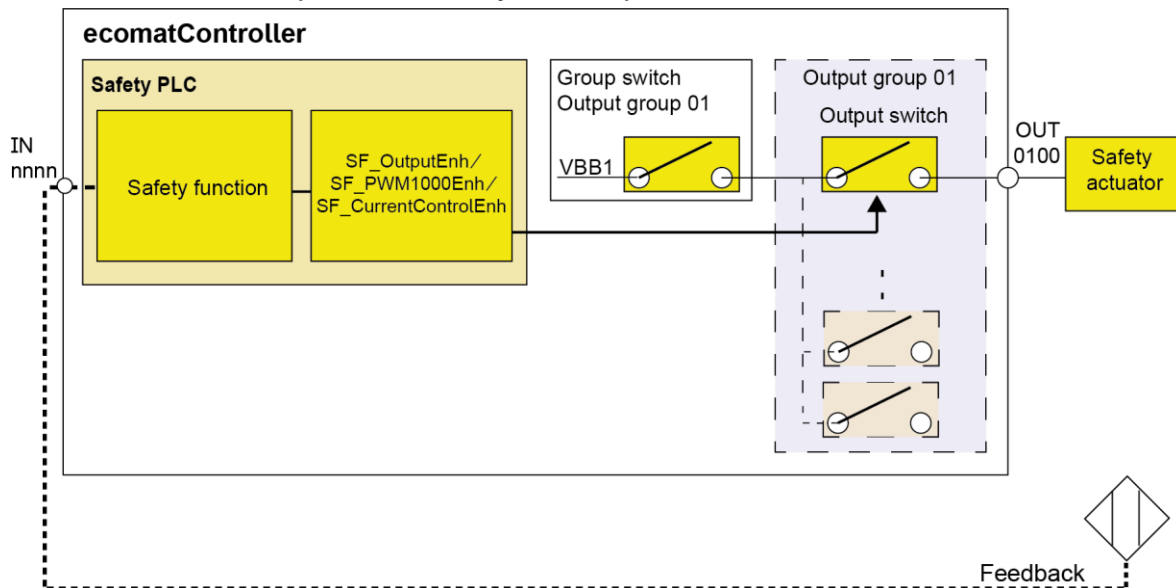 ecomatController
Safety PLC
Safety function
SF_OutputEnh/
SF_PWM1000Enh/
SF_CurrentControlEnh
Group switch
Output group 01
VBB1
Output group 01
Output switch
IN
nnnn
OUT
0100
Safety
actuator
Feedback